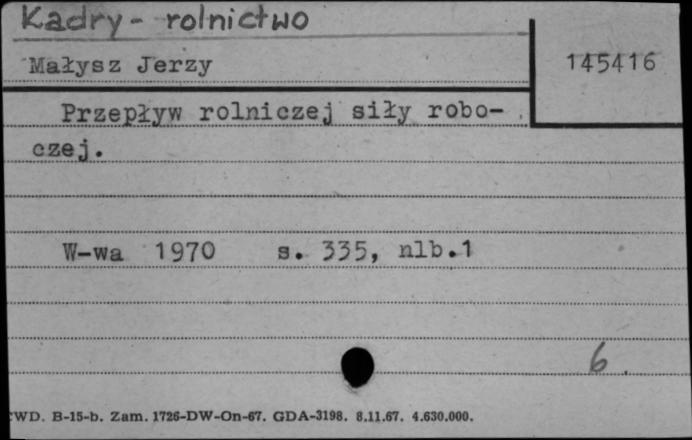 Kadry - rolnictwo
Małysz Jerzy
145416
Przepływ rolniczej siły robo-
czej.
W-wa 1970 s. 335, nlb.1
6
WD. B-15-b. Zam. 1726-DW-On-67. GDA-3198. 8.11.67. 4.630.000.